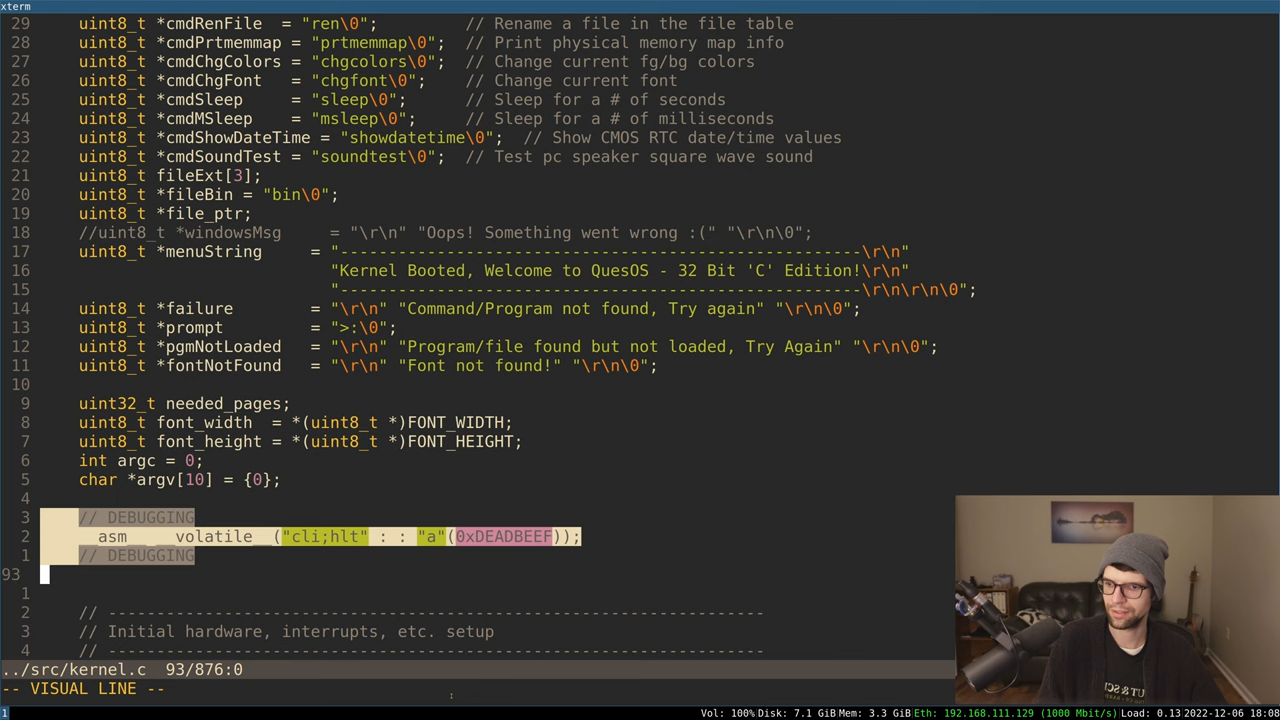 xterm
29 uint8_t *cmdRenFile = "ren\0"; // Rename a file in the file table
28 uint8_t *cmdPrtmemmap = "prtmemmap\0"; // Print physical memory map info
27 uint8_t *cmdChgColors = "chgcolors\0"; // Change current fg/bg colors
26 uint8_t *cmdChgFont = "chgfont\0"; // Change current font
25 uint8_t *cmdSleep = "sleep\0"; // Sleep for a # of seconds
24 uint8_t *cmdMSleep = "msleep\0"; // Sleep for a # of milliseconds
23 uint8_t *cmdShowDateTime = "showdatetime\0"; // Show CMOS RTC date/time values
22 uint8_t *cmdSoundTest = "soundtest\0"; // Test pc speaker square wave sound
21 uint8_t fileExt[3];
20 uint8_t *fileBin = "bin\0";
19 uint8_t *file_ptr;
18 //uint8_t *windowsMsg = "\r\n" "Oops! Something went wrong :(" "\r\n\0";
17 uint8_t *menuString = "------------------------------------------------------\r\n"
16 "Kernel Booted, Welcome to QuesOS - 32 Bit 'C' Edition!\r\n"
15 "------------------------------------------------------\r\n\r\n\0";
14 uint8_t *failure = "\r\n" "Command/Program not found, Try again" "\r\n\0";
13 uint8_t *prompt = ">:\0";
12 uint8_t *pgmNotLoaded = "\r\n" "Program/file found but not loaded, Try Again" "\r\n\0";
11 uint8_t *fontNotFound = "\r\n" "Font not found!" "\r\n\0";
10
9 uint32_t needed_pages;
8 uint8_t font_width = *(uint8_t *)FONT_WIDTH;
7 uint8_t font_height = *(uint8_t *)FONT_HEIGHT;
6 int argc = 0;
5 char *argv[10] = {0};
4
3 // DEBUGGING
2 __asm__ __volatile__("cli;hlt" : : "a"(0xDEADBEEF));
1 // DEBUGGING
93
1
2 // --------------------------------------------------------------------
3 // Initial hardware, interrupts, etc. setup
4 // --------------------------------------------------------------------
../src/kernel.c 93/876:0
-- VISUAL LINE --
1 Vol: 100% Disk: 7.1 GiB Mem: 3.3 GiB Eth: 192.168.111.129 (1000 Mbit/s) Load: 0.13 2022-12-06 18:08